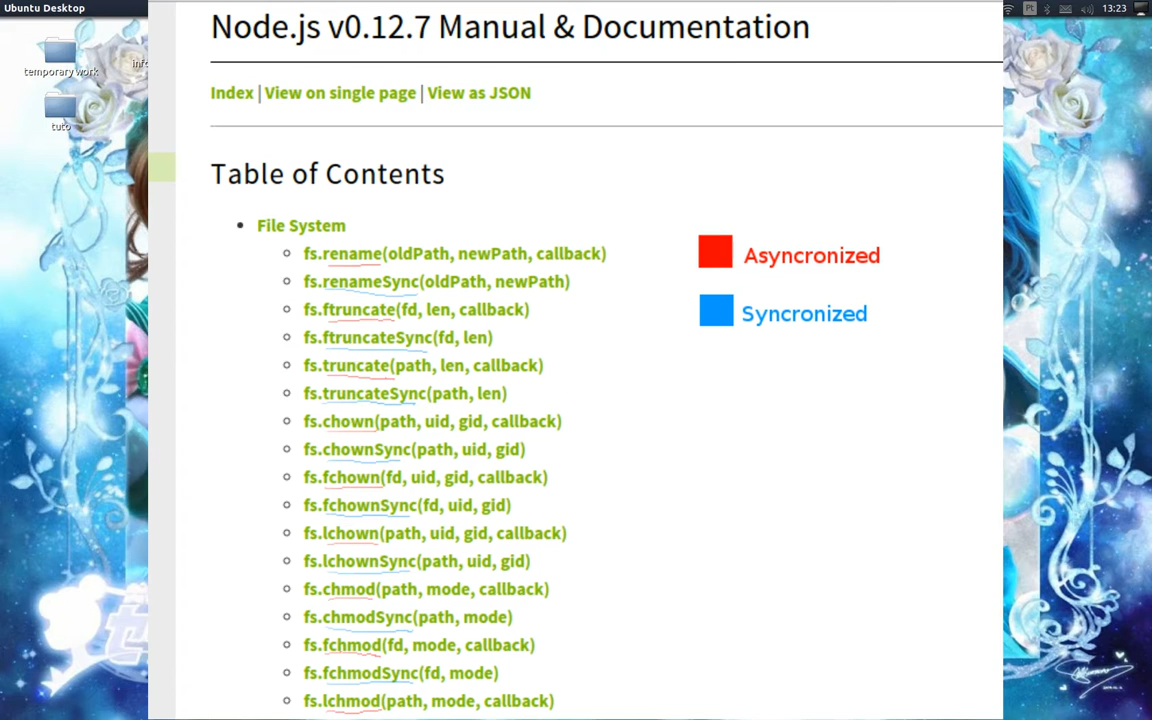 Ubuntu Desktop
Pt
13:23
temporary work
tuto
Node.js v0.12.7 Manual & Documentation
Index | View on single page | View as JSON
Table of Contents
File System
fs.rename(oldPath, newPath, callback)
fs.renameSync(oldPath, newPath)
fs.ftruncate(fd, len, callback)
fs.ftruncateSync(fd, len)
fs.truncate(path, len, callback)
fs.truncateSync(path, len)
fs.chown(path, uid, gid, callback)
fs.chownSync(path, uid, gid)
fs.fchown(fd, uid, gid, callback)
fs.fchownSync(fd, uid, gid)
fs.lchown(path, uid, gid, callback)
fs.lchownSync(path, uid, gid)
fs.chmod(path, mode, callback)
fs.chmodSync(path, mode)
fs.fchmod(fd, mode, callback)
fs.fchmodSync(fd, mode)
fs.lchmod(path, mode, callback)
Asyncronized
Syncronized